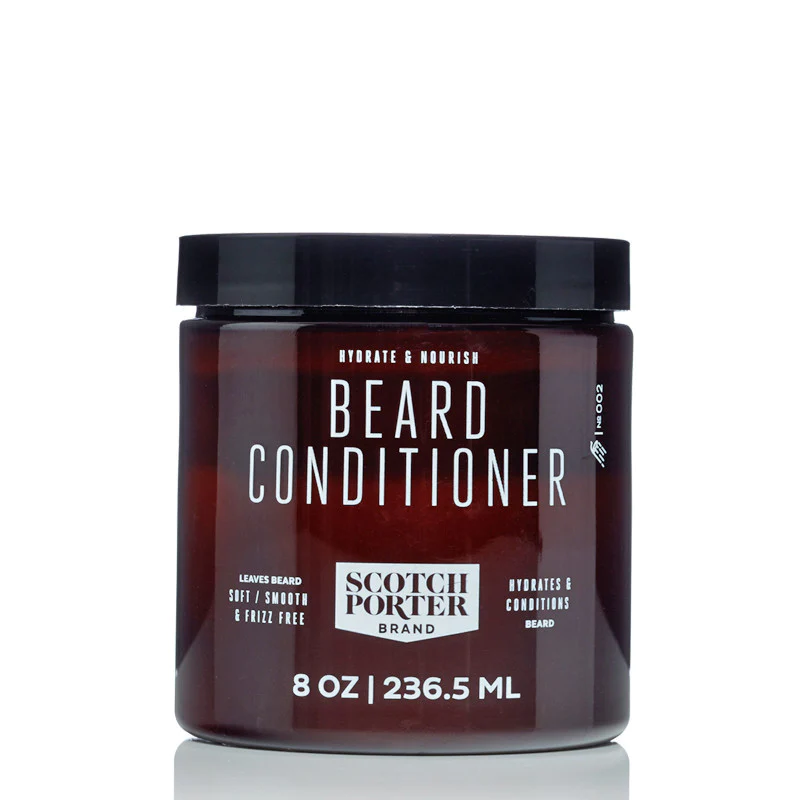 HYDRATE & NOURISH
BEARD
CONDITIONER
№ 002
LEAVES BEARD
SOFT / SMOOTH
& FRIZZ FREE
SCOTCH
PORTER
BRAND
HYDRATES &
CONDITIONS
BEARD
8 OZ | 236.5 ML